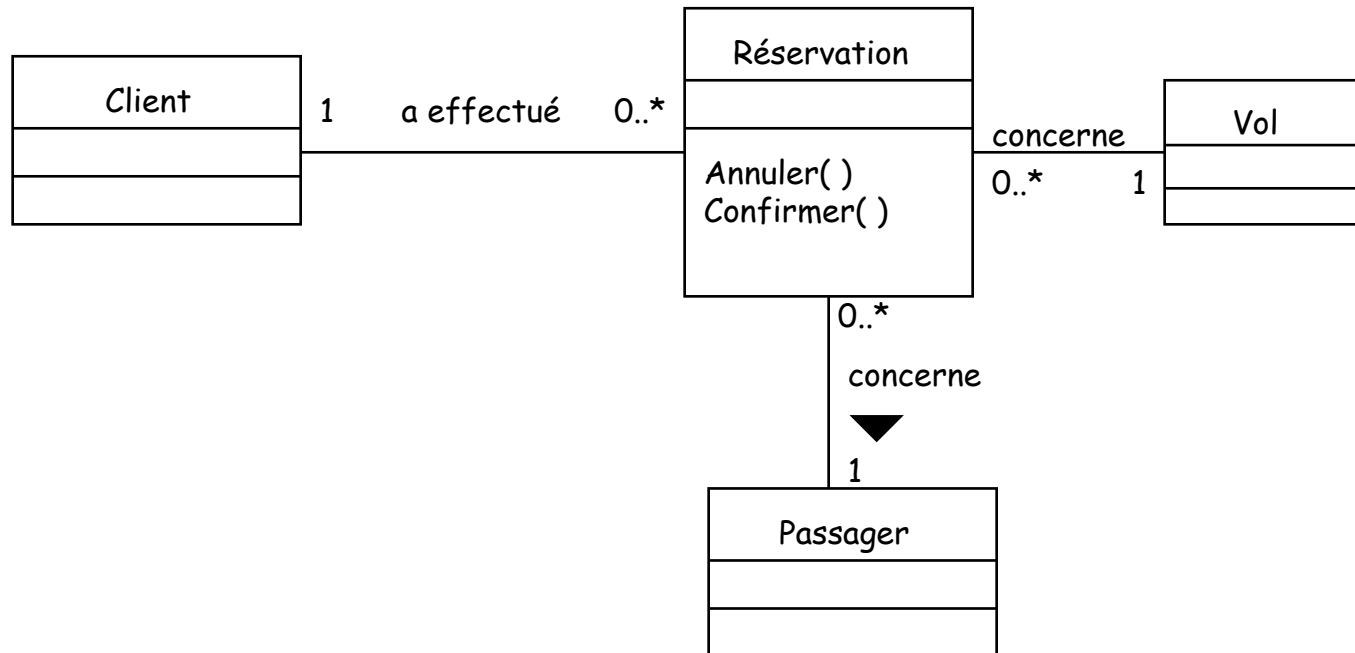 Réservation
Client
1 a effectué 0..*
Vol
concerne
0..* 1
Annuler( )
Confirmer( )
0..*
concerne
1
Passager